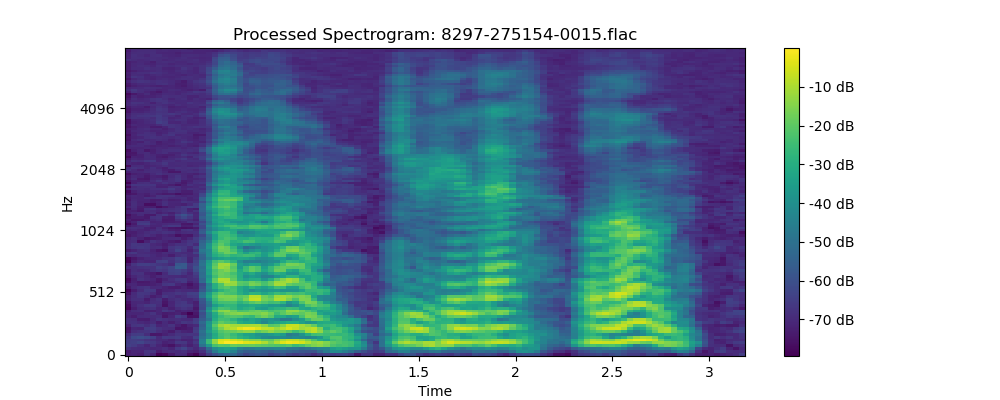 Processed Spectrogram: 8297-275154-0015.flac
Hz
4096
2048
1024
512
0
0
0.5
1
1.5
2
2.5
3
Time
-10 dB
-20 dB
-30 dB
-40 dB
-50 dB
-60 dB
-70 dB